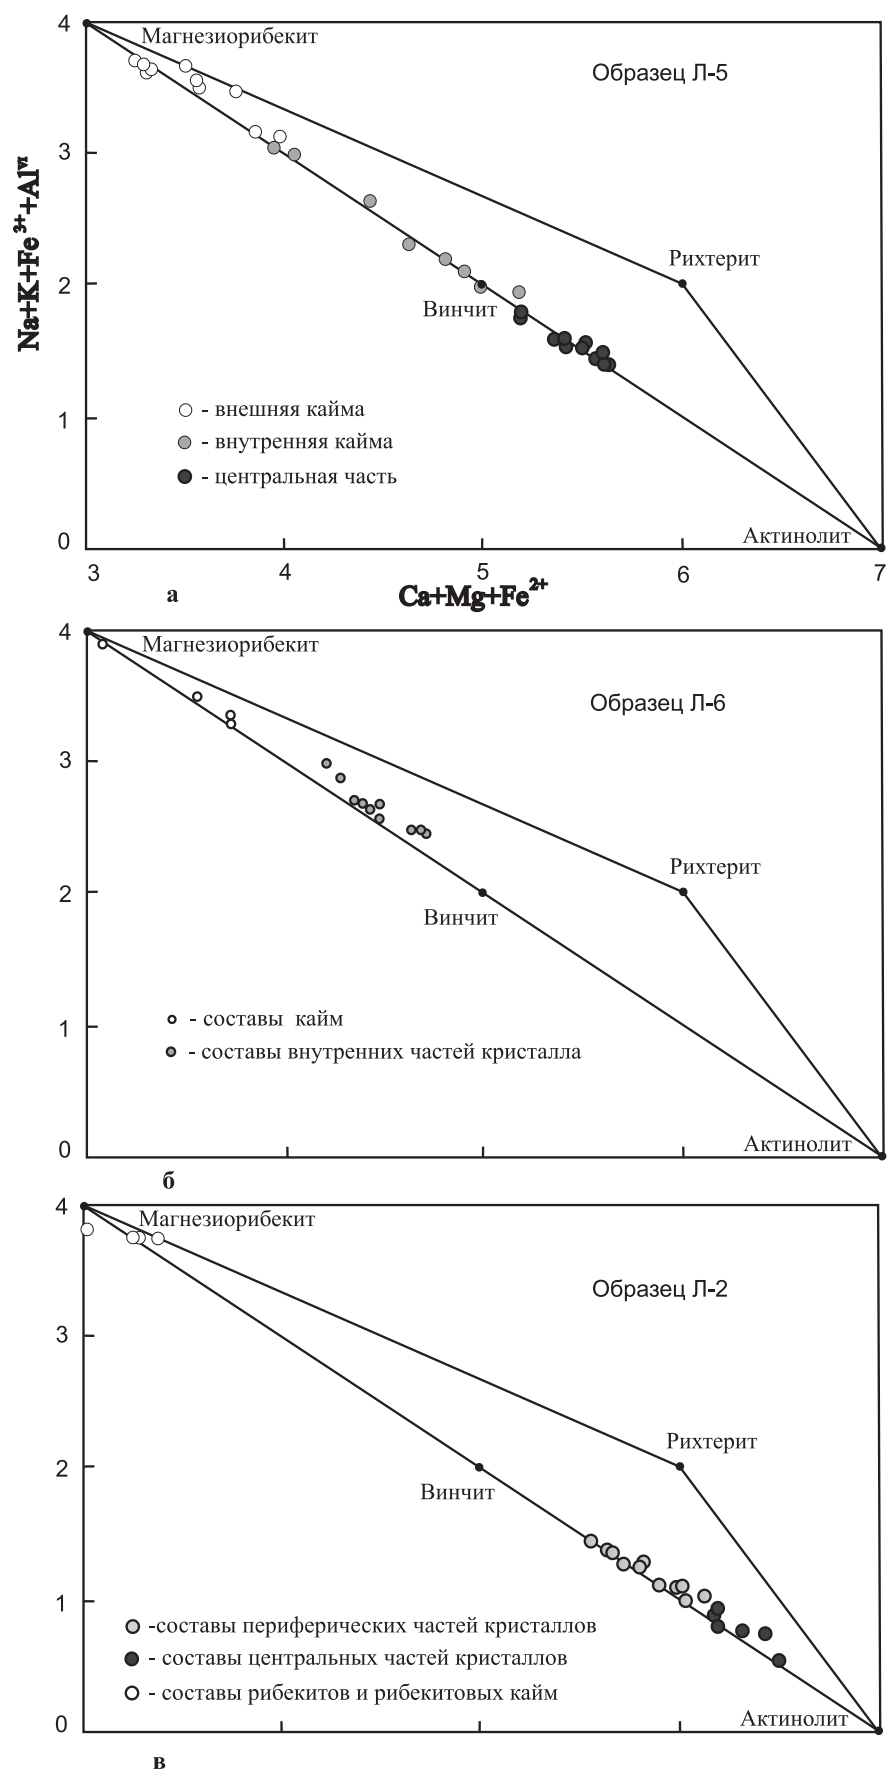 4
Магнезиорибекит
Образец Л-5
3
Рихтерит
2
Винчит
Na+K+Fe³⁺+Alᵛᴵ
1
- внешняя кайма
- внутренняя кайма
- центральная часть
Актинолит
0
3 4 5 6 7
а
Ca+Mg+Fe²⁺
4
Магнезиорибекит
Образец Л-6
3
Рихтерит
2
Винчит
1
- составы кайм
- составы внутренних частей кристалла
Актинолит
0
б
4
Магнезиорибекит
Образец Л-2
3
Рихтерит
2
Винчит
1
-составы периферических частей кристаллов
- составы центральных частей кристаллов
- составы рибекитов и рибекитовых кайм
Актинолит
0
в